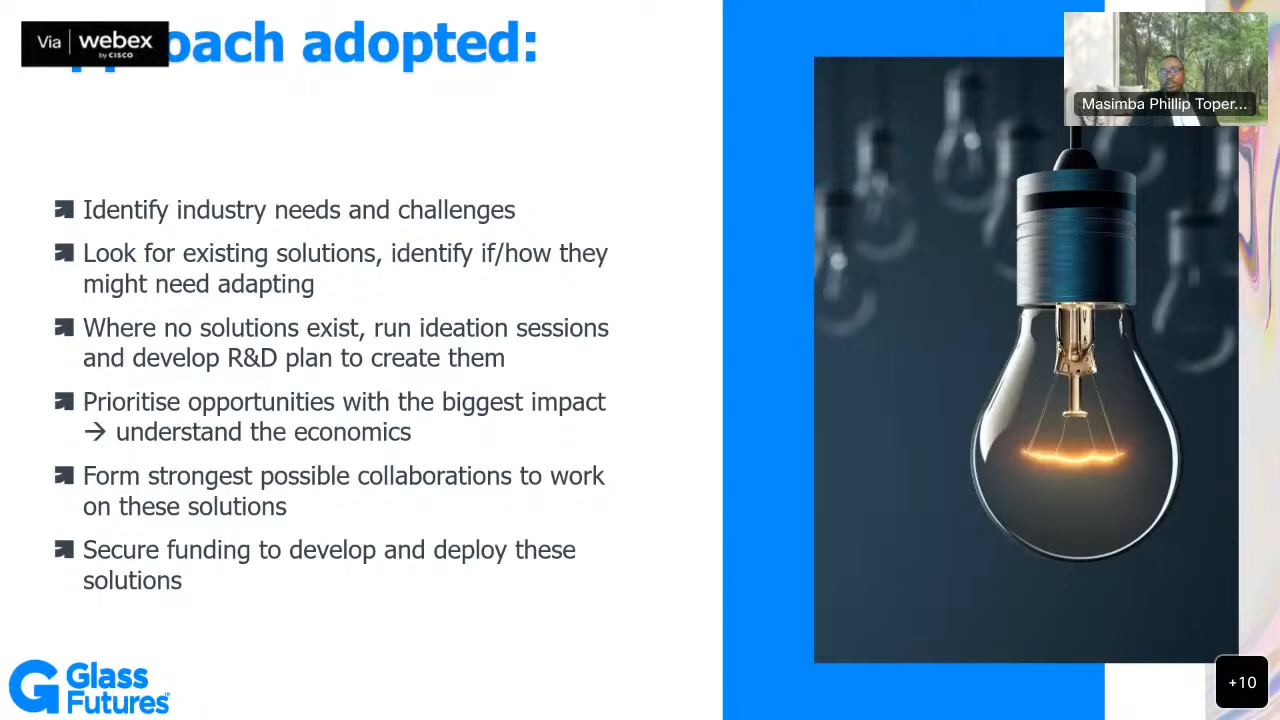 Via webex
by CISCO
oach adopted:
Masimba Phillip Toper...
Identify industry needs and challenges
Look for existing solutions, identify if/how they
might need adapting
Where no solutions exist, run ideation sessions
and develop R&D plan to create them
Prioritise opportunities with the biggest impact
→ understand the economics
Form strongest possible collaborations to work
on these solutions
Secure funding to develop and deploy these
solutions
Glass
Futures™
+10